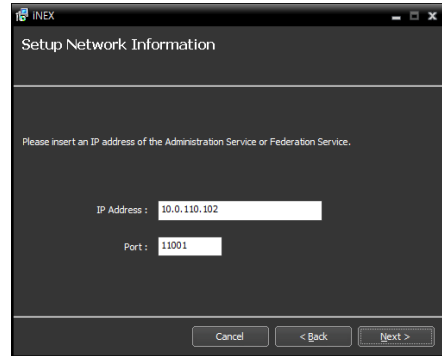 iNEX
Setup Network Information
Please insert an IP address of the Administration Service or Federation Service.
IP Address : 10.0.110.102
Port : 11001
Cancel < Back Next >